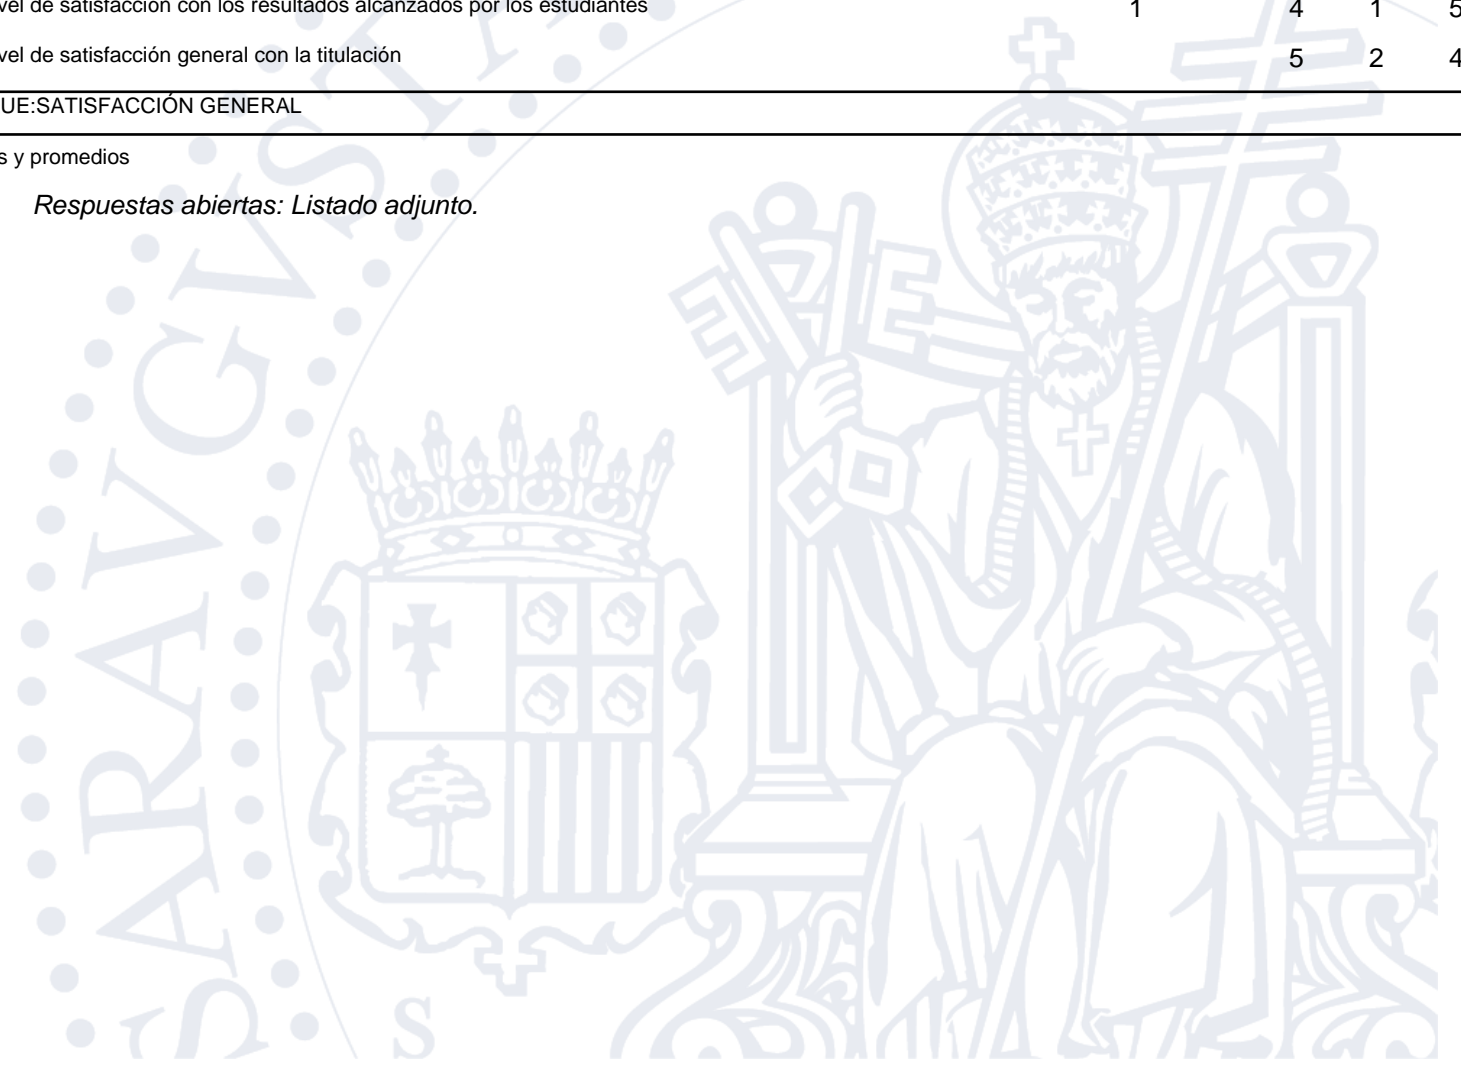 vel de satisfacción con los resultados alcanzados por los estudiantes 1 4 1 5
vel de satisfacción general con la titulación 5 2 4
UE:SATISFACCIÓN GENERAL
s y promedios
Respuestas abiertas: Listado adjunto.
SARAVGVSTA
S